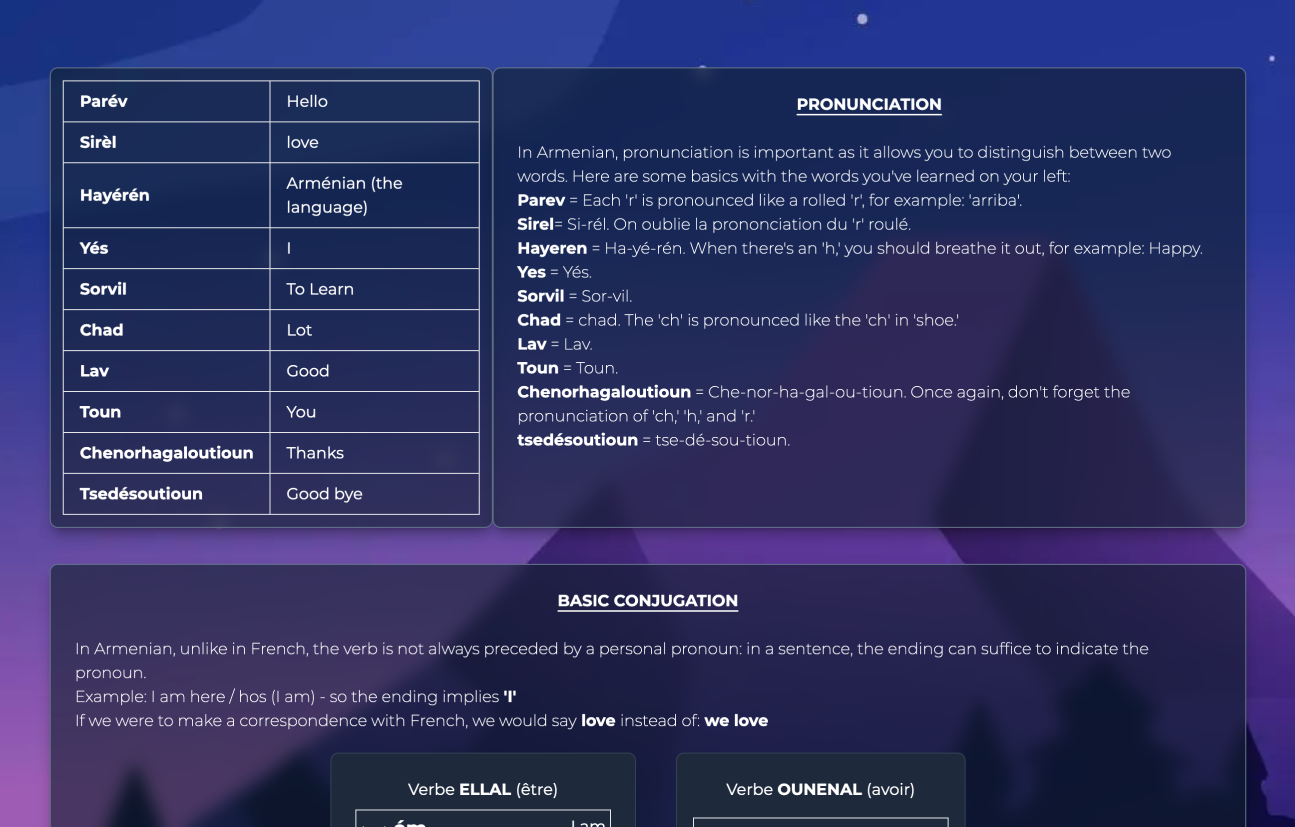 Parév Hello
Sirèl love
Hayérén Arménian (the
language)
Yés I
Sorvil To Learn
Chad Lot
Lav Good
Toun You
Chenorhagaloutioun Thanks
Tsedésoutioun Good bye
PRONUNCIATION
In Armenian, pronunciation is important as it allows you to distinguish between two
words. Here are some basics with the words you've learned on your left:
Parev = Each 'r' is pronounced like a rolled 'r', for example: 'arriba'.
Sirel= Si-rél. On oublie la prononciation du 'r' roulé.
Hayeren = Ha-yé-rén. When there's an 'h,' you should breathe it out, for example: Happy.
Yes = Yés.
Sorvil = Sor-vil.
Chad = chad. The 'ch' is pronounced like the 'ch' in 'shoe.'
Lav = Lav.
Toun = Toun.
Chenorhagaloutioun = Che-nor-ha-gal-ou-tioun. Once again, don't forget the
pronunciation of 'ch,' 'h,' and 'r.'
tsedésoutioun = tse-dé-sou-tioun.
BASIC CONJUGATION
In Armenian, unlike in French, the verb is not always preceded by a personal pronoun: in a sentence, the ending can suffice to indicate the
pronoun.
Example: I am here / hos (I am) - so the ending implies 'I'
If we were to make a correspondence with French, we would say love instead of: we love
Verbe ELLAL (être)
Verbe OUNENAL (avoir)
ém I am